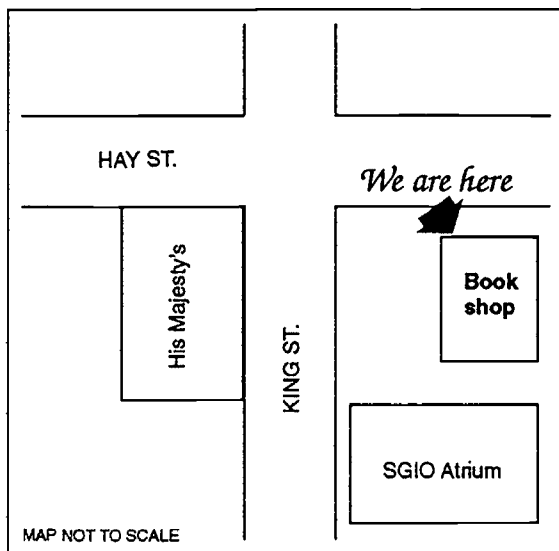 HAY ST.
We are here
His Majesty's
KING ST.
Book
shop
SGIO Atrium
MAP NOT TO SCALE